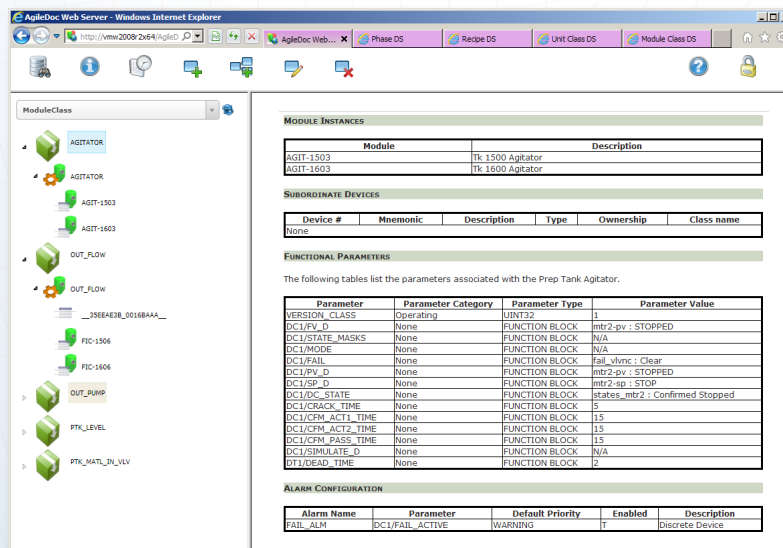 AgileDoc Web Server - Windows Internet Explorer
http://vmw2008r2x64/AgileD
AgileDoc Web... Phase DS Recipe DS Unit Class DS Module Class DS
ModuleClass
AGITATOR
AGITATOR
AGIT-1503
AGIT-1603
OUT_FLOW
OUT_FLOW
__35EEAE3B_0016BAAA__
FIC-1506
FIC-1606
OUT_PUMP
PTK_LEVEL
PTK_MATL_IN_VLV
MODULE INSTANCES
Module Description
AGIT-1503 Tk 1500 Agitator
AGIT-1603 Tk 1600 Agitator
SUBORDINATE DEVICES
Device # Mnemonic Description Type Ownership Class name
None
FUNCTIONAL PARAMETERS
The following tables list the parameters associated with the Prep Tank Agitator.
Parameter Parameter Category Parameter Type Parameter Value
VERSION_CLASS Operating UINT32 1
DC1/FV_D None FUNCTION BLOCK mtr2-pv : STOPPED
DC1/STATE_MASKS None FUNCTION BLOCK N/A
DC1/MODE None FUNCTION BLOCK N/A
DC1/FAIL None FUNCTION BLOCK fail_vlvnc : Clear
DC1/PV_D None FUNCTION BLOCK mtr2-pv : STOPPED
DC1/SP_D None FUNCTION BLOCK mtr2-sp : STOP
DC1/DC_STATE None FUNCTION BLOCK states_mtr2 : Confirmed Stopped
DC1/CRACK_TIME None FUNCTION BLOCK 5
DC1/CFM_ACT1_TIME None FUNCTION BLOCK 15
DC1/CFM_ACT2_TIME None FUNCTION BLOCK 15
DC1/CFM_PASS_TIME None FUNCTION BLOCK 15
DC1/SIMULATE_D None FUNCTION BLOCK N/A
DT1/DEAD_TIME None FUNCTION BLOCK 2
ALARM CONFIGURATION
Alarm Name Parameter Default Priority Enabled Description
FAIL_ALM DC1/FAIL_ACTIVE WARNING T Discrete Device